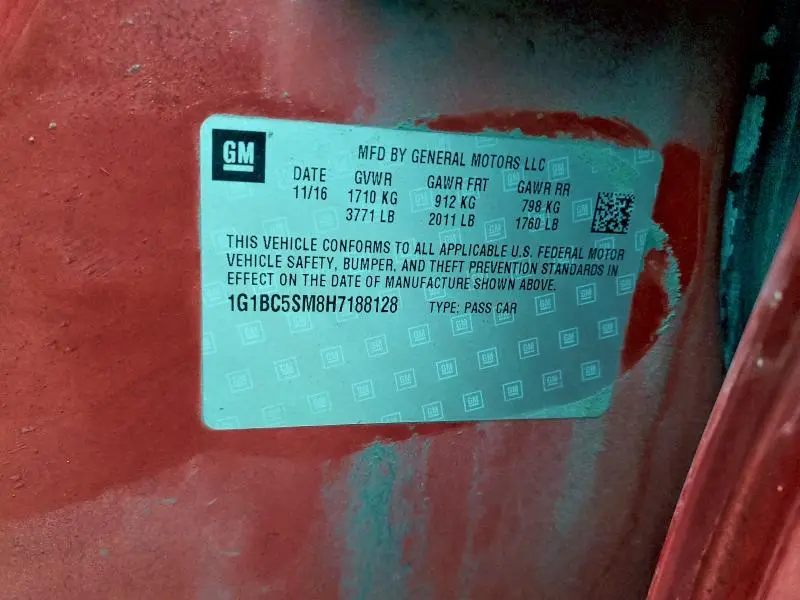 GM
MFD BY GENERAL MOTORS LLC
DATE GVWR GAWR FRT GAWR RR
11/16 1710 KG 912 KG 798 KG
3771 LB 2011 LB 1760 LB
THIS VEHICLE CONFORMS TO ALL APPLICABLE U.S. FEDERAL MOTOR
VEHICLE SAFETY, BUMPER, AND THEFT PREVENTION STANDARDS IN
EFFECT ON THE DATE OF MANUFACTURE SHOWN ABOVE.
1G1BC5SM8H7188128 TYPE: PASS CAR